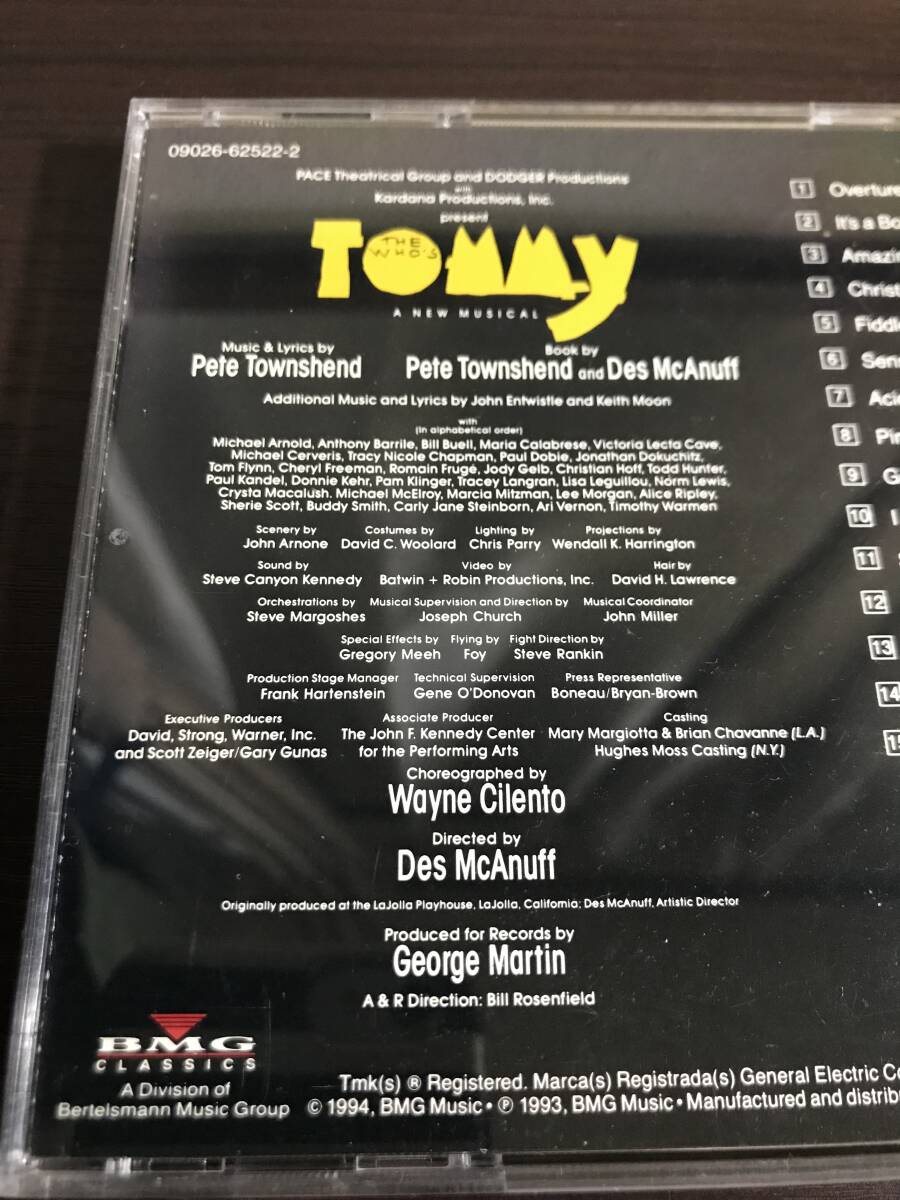 09026-62522-2
PACE Theatrical Group and DODGER Productions
with
Kardana Productions, Inc.
present
THE WHO'S
TOMMY
A NEW MUSICAL
Music & Lyrics by
Pete Townshend
Book by
Pete Townshend and Des McAnuff
Additional Music and Lyrics by John Entwistle and Keith Moon
with
(In alphabetical order)
Michael Arnold, Anthony Barrile, Bill Buell, Maria Calabrese, Victoria Lecta Cave,
Michael Cerveris, Tracy Nicole Chapman, Paul Dobie, Jonathan Dokuchitz,
Tom Flynn, Cheryl Freeman, Romain Frugé, Jody Gelb, Christian Hoff, Todd Hunter,
Paul Kandel, Donnie Kehr, Pam Klinger, Tracey Langran, Lisa Leguillou, Norm Lewis,
Crysta Macalush, Michael McElroy, Marcia Mitzman, Lee Morgan, Alice Ripley,
Sherie Scott, Buddy Smith, Carly Jane Steinborn, Ari Vernon, Timothy Warmen
Scenery by Costumes by Lighting by Projections by
John Arnone David C. Woolard Chris Parry Wendall K. Harrington
Sound by Video by Hair by
Steve Canyon Kennedy Batwin + Robin Productions, Inc. David H. Lawrence
Orchestrations by Musical Supervision and Direction by Musical Coordinator
Steve Margoshes Joseph Church John Miller
Special Effects by Flying by Fight Direction by
Gregory Meeh Foy Steve Rankin
Production Stage Manager Technical Supervision Press Representative
Frank Hartenstein Gene O'Donovan Boneau/Bryan-Brown
Executive Producers Associate Producer Casting
David, Strong, Warner, Inc. The John F. Kennedy Center Mary Margiotta & Brian Chavanne (L.A.)
and Scott Zeiger/Gary Gunas for the Performing Arts Hughes Moss Casting (N.Y.)
Choreographed by
Wayne Cilento
Directed by
Des McAnuff
Originally produced at the LaJolla Playhouse, LaJolla, California; Des McAnuff, Artistic Director
Produced for Records by
George Martin
A & R Direction: Bill Rosenfield
BMG
CLASSICS
A Division of
Bertelsmann Music Group
Tmk(s) ® Registered. Marca(s) Registrada(s) General Electric Co
© 1994, BMG Music • ℗ 1993, BMG Music • Manufactured and distrib
1 Overture
2 It's a Bo
3 Amazin
4 Christ
5 Fiddl
6 Sens
7 Acid
8 Pin
9 G
10 I
11
12
13
14
15